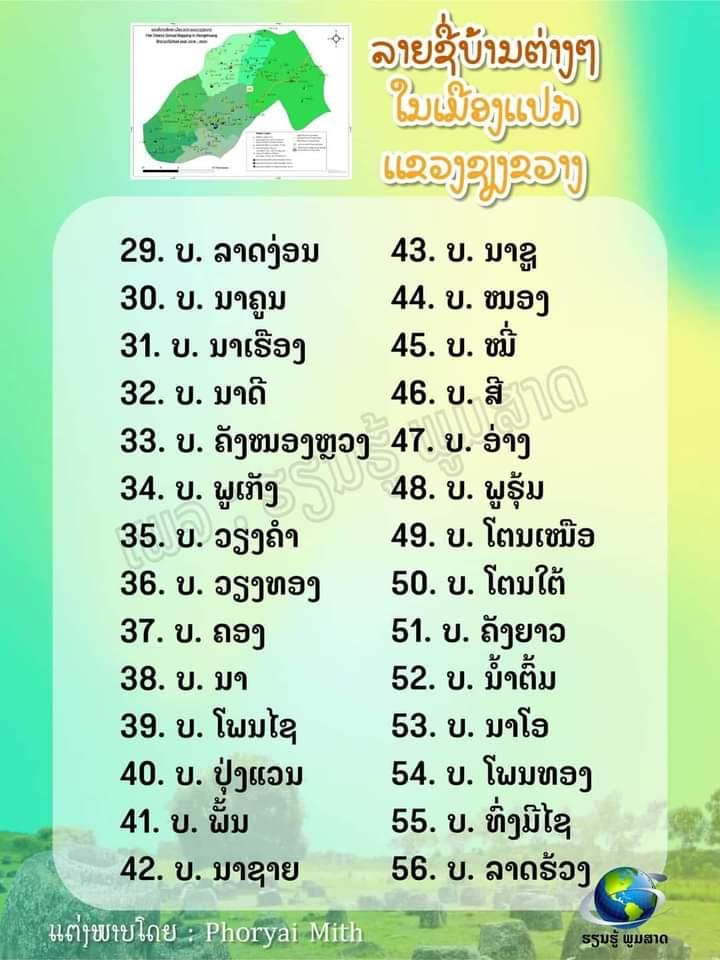 ລາຍຊື່ບ້ານຕ່າງໆ
ໃນເມືອງແປກ
ແຂວງຊຽງຂວາງ
29. ບ. ລາດງ່ອນ
30. ບ. ນາຄູນ
31. ບ. ນາເຮືອງ
32. ບ. ນາດີ
33. ບ. ຄັງໜອງຫຼວງ
34. ບ. ພູເກັງ
35. ບ. ວຽງຄຳ
36. ບ. ວຽງທອງ
37. ບ. ຄອງ
38. ບ. ນາ
39. ບ. ໂພນໄຊ
40. ບ. ປຸ່ງແວນ
41. ບ. ພັ້ນ
42. ບ. ນາຊາຍ
43. ບ. ນາຊູ
44. ບ. ໜອງ
45. ບ. ໝີ່
46. ບ. ສີ
47. ບ. ອ່າງ
48. ບ. ພູຮຸ້ມ
49. ບ. ໂຕນເໜືອ
50. ບ. ໂຕນໃຕ້
51. ບ. ຄັງຍາວ
52. ບ. ນ້ຳຕົ້ມ
53. ບ. ນາໂອ
54. ບ. ໂພນທອງ
55. ບ. ທົ່ງມີໄຊ
56. ບ. ລາດຮ້ວງ
ເພຈ : ຮຽນຮູ້ ພູມສາດ
ແຕ່ງພາບໂດຍ : Phoryai Mith
ຮຽນຮູ້ ພູມສາດ